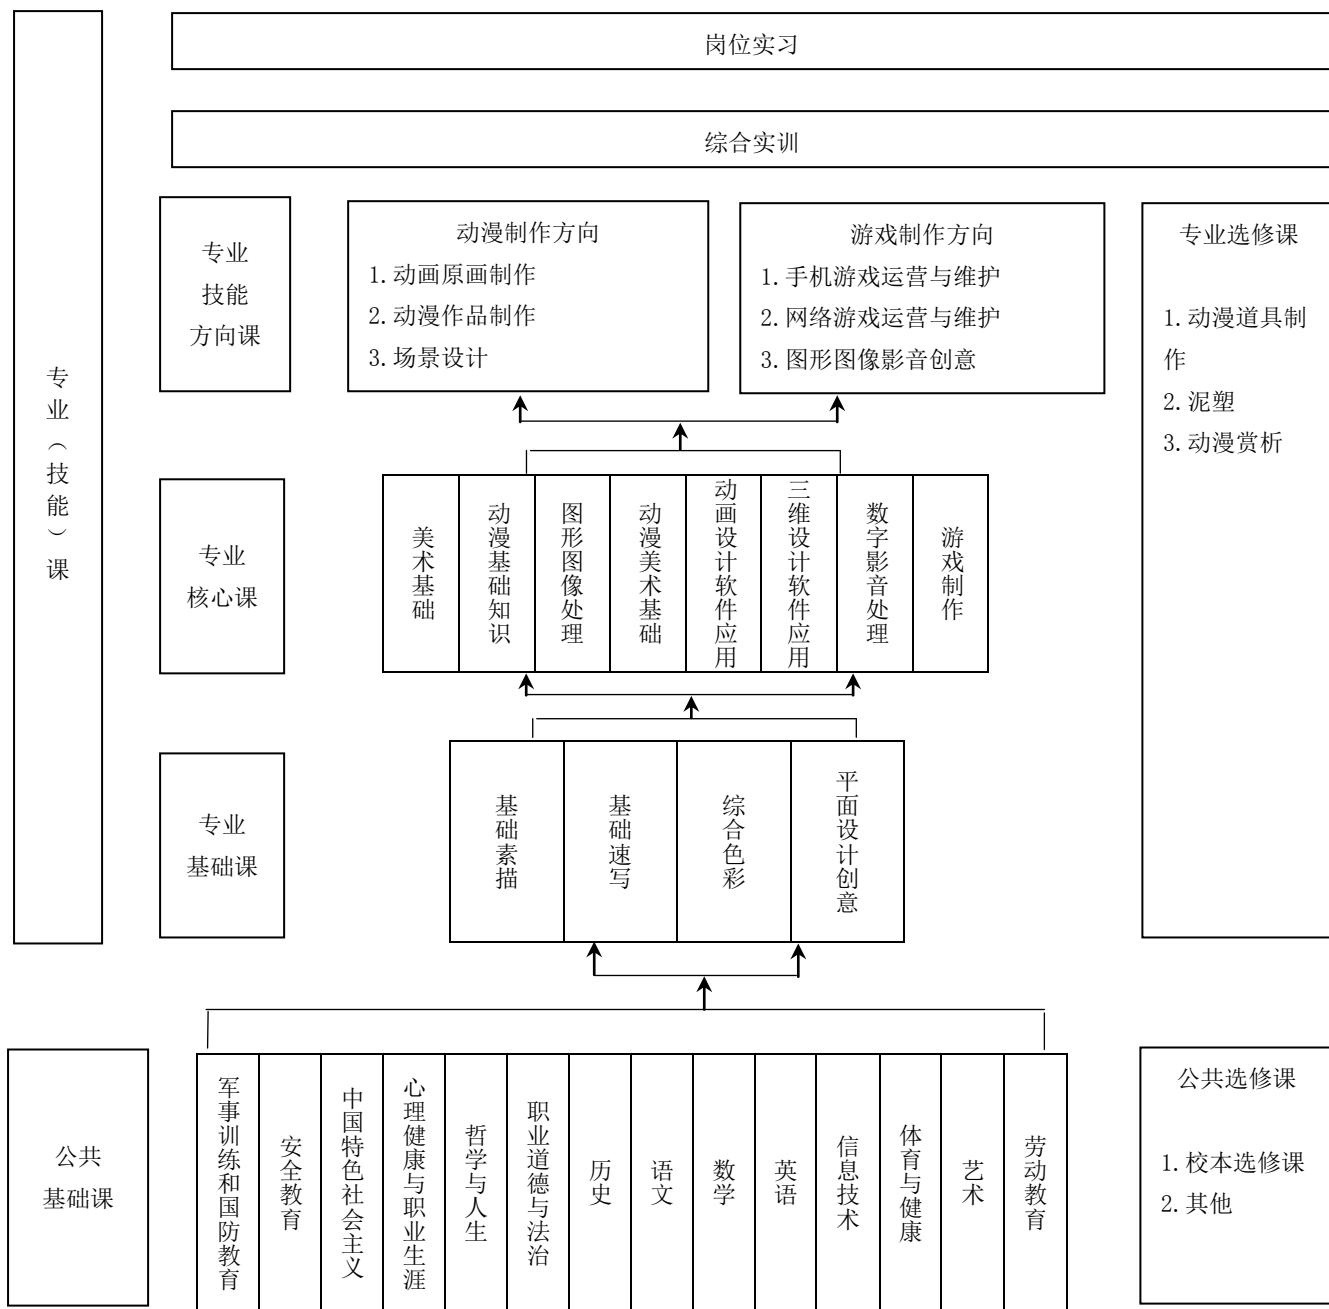 岗位实习
综合实训
专业（技能）课
专业
技能
方向课
动漫制作方向
1.动画原画制作
2.动漫作品制作
3.场景设计
游戏制作方向
1.手机游戏运营与维护
2.网络游戏运营与维护
3.图形图像影音创意
专业选修课
1.动漫道具制
作
2.泥塑
3.动漫赏析
专业
核心课
美术基础
动漫基础知识
图形图像处理
动漫美术基础
动画设计软件应用
三维设计软件应用
数字影音处理
游戏制作
专业
基础课
基础素描
基础速写
综合色彩
平面设计创意
公共
基础课
军事训练和国防教育
安全教育
中国特色社会主义
心理健康与职业生涯
哲学与人生
职业道德与法治
历史
语文
数学
英语
信息技术
体育与健康
艺术
劳动教育
公共选修课
1.校本选修课
2.其他